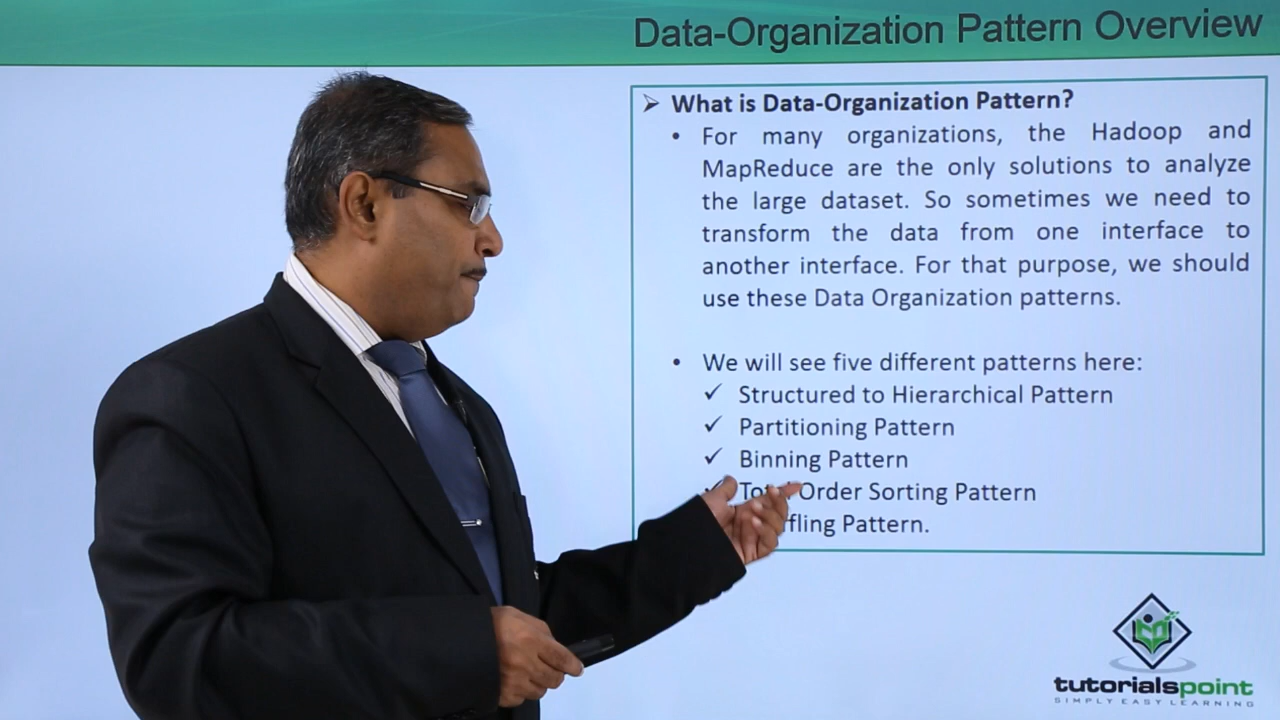 Data-Organization Pattern Overview
What is Data-Organization Pattern?
For many organizations, the Hadoop and
MapReduce are the only solutions to analyze
the large dataset. So sometimes we need to
transform the data from one interface to
another interface. For that purpose, we should
use these Data Organization patterns.
We will see five different patterns here:
Structured to Hierarchical Pattern
Partitioning Pattern
Binning Pattern
Total Order Sorting Pattern
Pattern.
tutorialspoint
SIMPLY EASY LEARNING